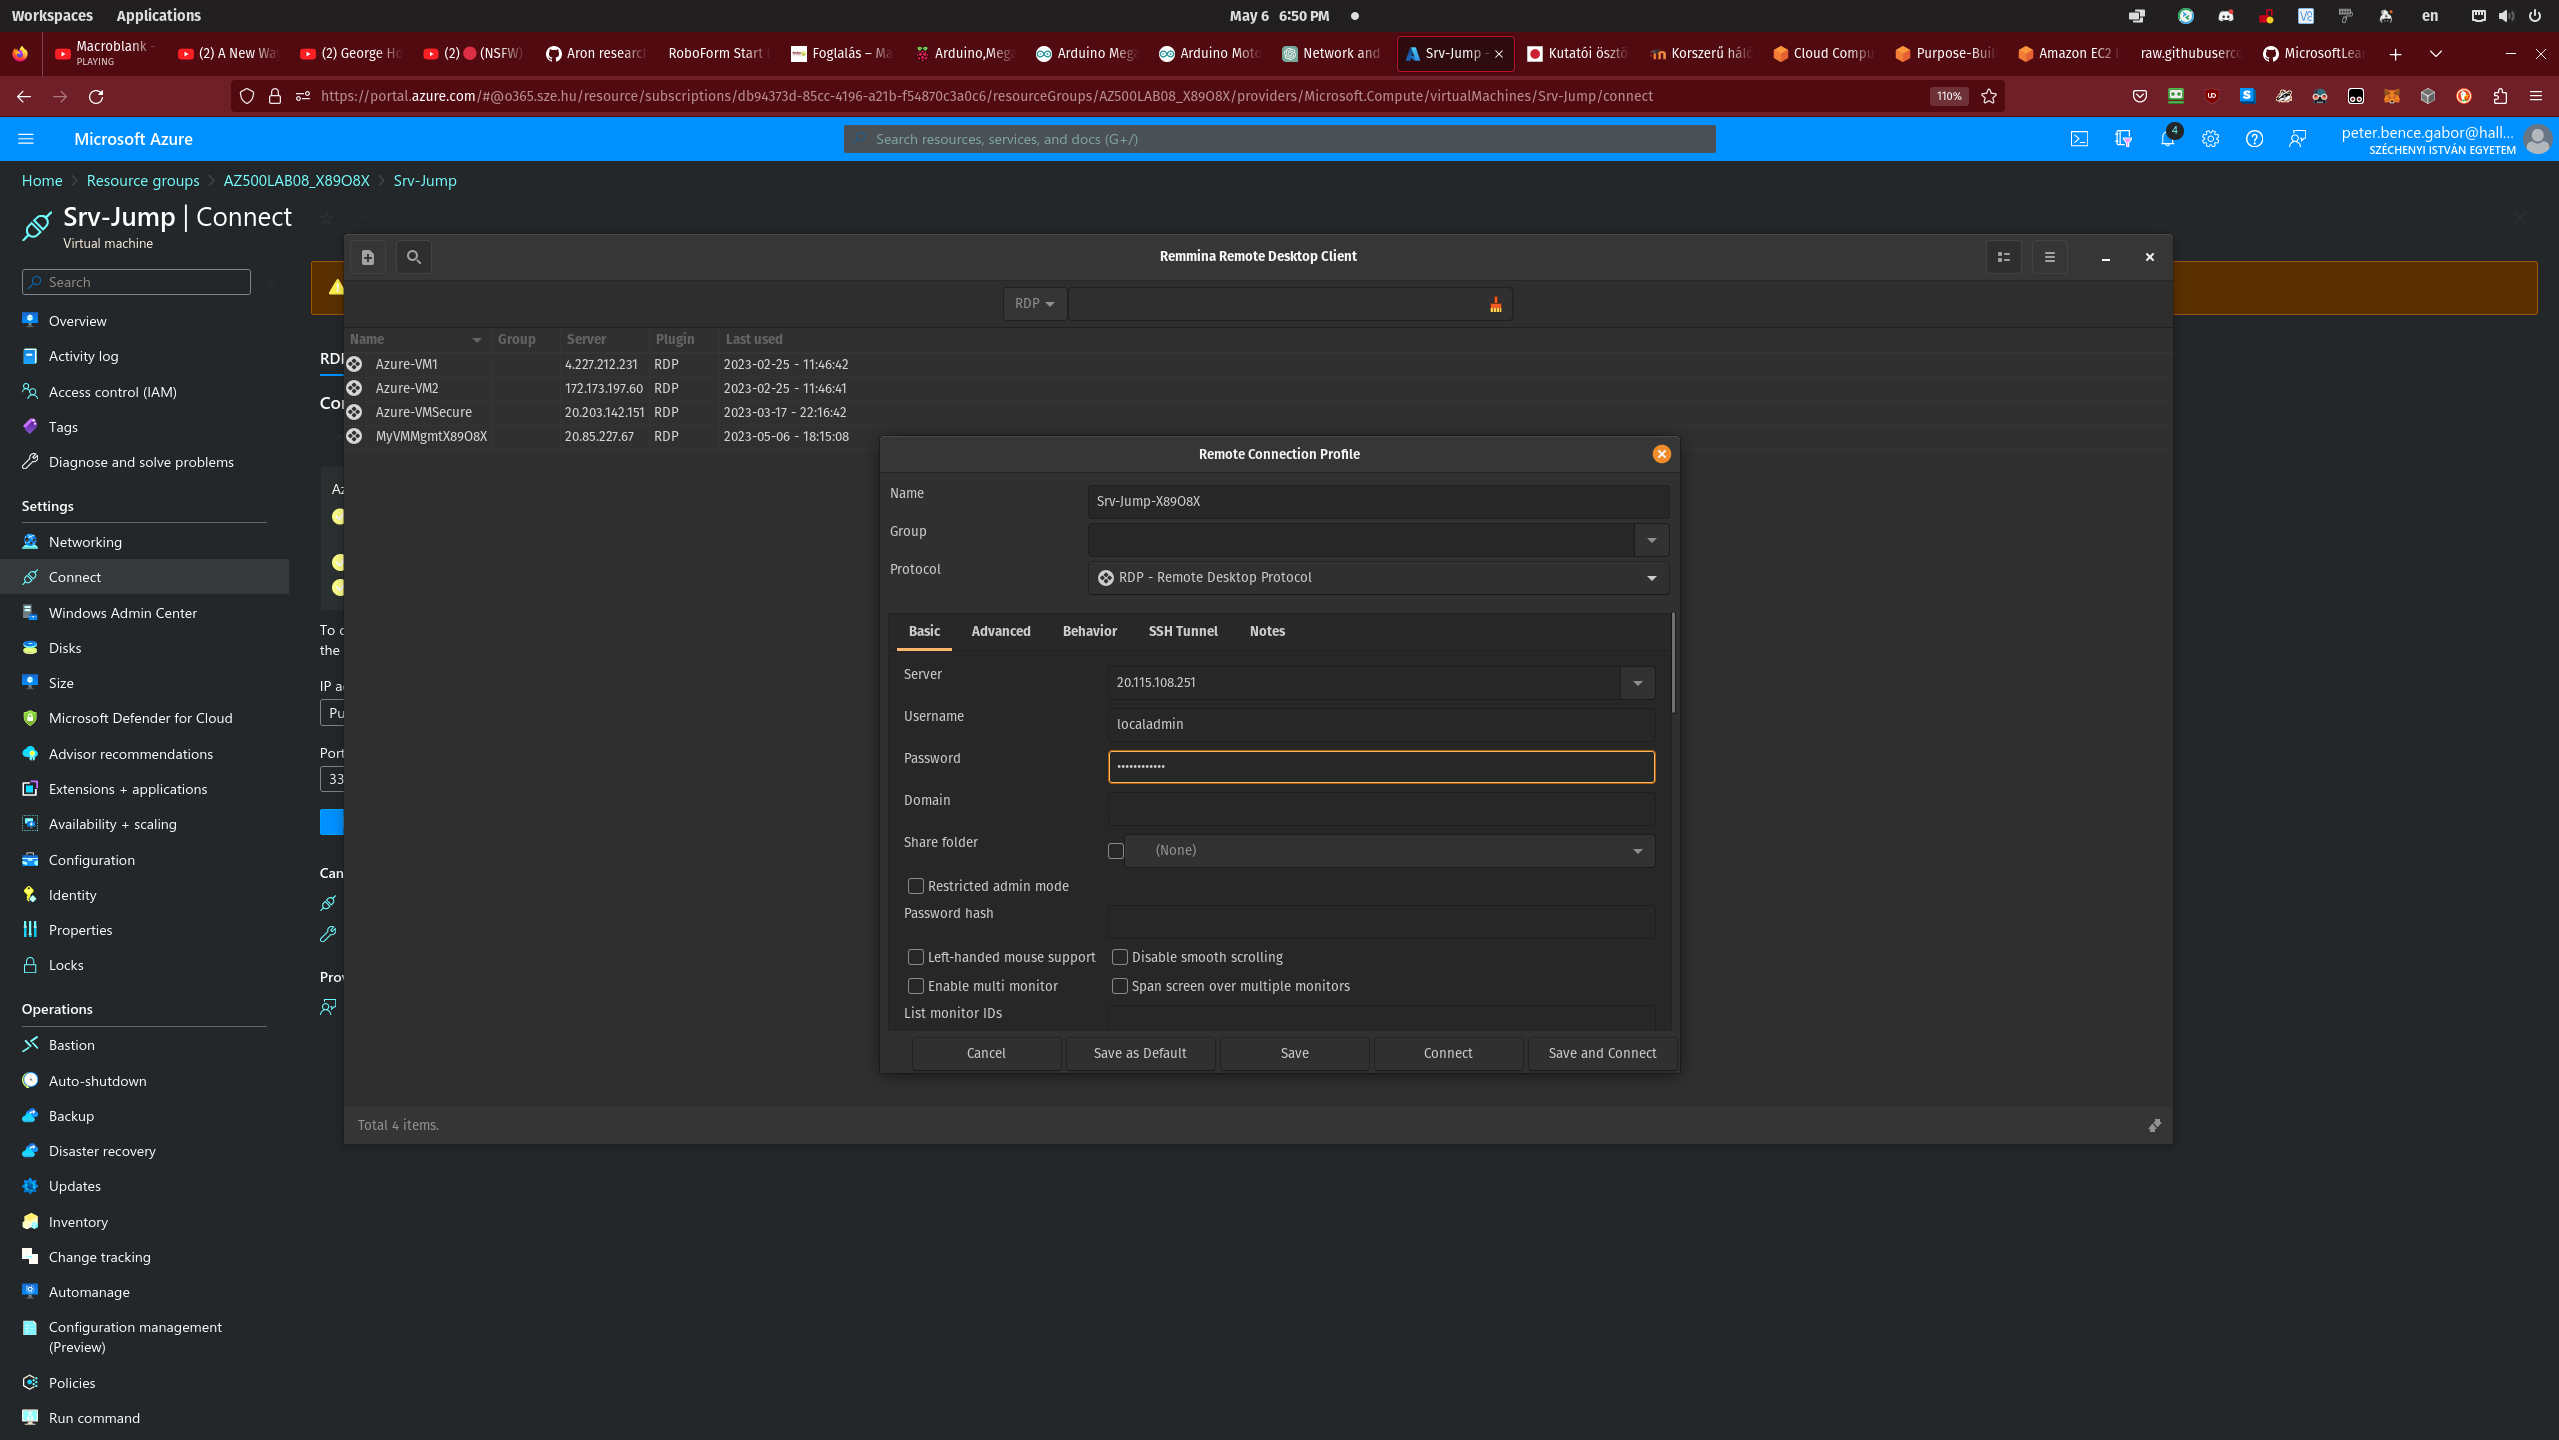 Workspaces Applications May 6 6:50 PM en
Macroblank -
PLAYING
(2) A New Wa
(2) George Ho
(2) 🔴 (NSFW)
Aron research
RoboForm Start
Foglalás – Ma
Arduino,Mega
Arduino Mega
Arduino Moto
Network and
Srv-Jump -
Kutatói ösztö
Korszerű háló
Cloud Compu
Purpose-Buil
Amazon EC2
raw.githubuserco
MicrosoftLear
https://portal.azure.com/#@o365.sze.hu/resource/subscriptions/db94373d-85cc-4196-a21b-f54870c3a0c6/resourceGroups/AZ500LAB08_X89O8X/providers/Microsoft.Compute/virtualMachines/Srv-Jump/connect
110%
Microsoft Azure
Search resources, services, and docs (G+/)
4
peter.bence.gabor@hall...
SZÉCHENYI ISTVÁN EGYETEM
Home > Resource groups > AZ500LAB08_X89O8X > Srv-Jump
Srv-Jump | Connect
Virtual machine
Search
Overview
Activity log
Access control (IAM)
Tags
Diagnose and solve problems
Settings
Networking
Connect
Windows Admin Center
Disks
Size
Microsoft Defender for Cloud
Advisor recommendations
Extensions + applications
Availability + scaling
Configuration
Identity
Properties
Locks
Operations
Bastion
Auto-shutdown
Backup
Disaster recovery
Updates
Inventory
Change tracking
Automanage
Configuration management
(Preview)
Policies
Run command
RDP
Con
Az
To c
the
IP ad
Pu
Port
33
Can
Prov
Remmina Remote Desktop Client
RDP
Name Group Server Plugin Last used
Azure-VM1 4.227.212.231 RDP 2023-02-25 - 11:46:42
Azure-VM2 172.173.197.60 RDP 2023-02-25 - 11:46:41
Azure-VMSecure 20.203.142.151 RDP 2023-03-17 - 22:16:42
MyVMMgmtX89O8X 20.85.227.67 RDP 2023-05-06 - 18:15:08
Remote Connection Profile
Name Srv-Jump-X89O8X
Group
Protocol RDP - Remote Desktop Protocol
Basic Advanced Behavior SSH Tunnel Notes
Server 20.115.108.251
Username localadmin
Password ••••••••••••
Domain
Share folder (None)
Restricted admin mode
Password hash
Left-handed mouse support Disable smooth scrolling
Enable multi monitor Span screen over multiple monitors
List monitor IDs
Cancel Save as Default Save Connect Save and Connect
Total 4 items.